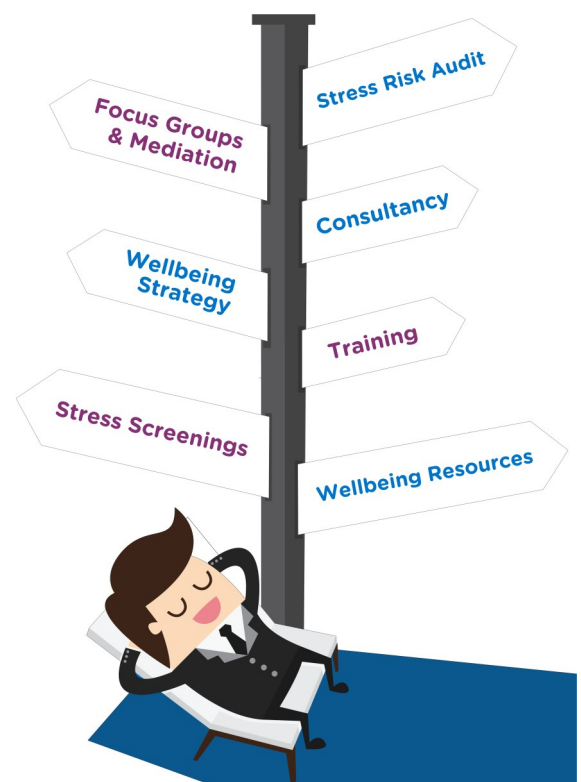 Stress Risk Audit
Focus Groups
& Mediation
Consultancy
Wellbeing
Strategy
Training
Stress Screenings
Wellbeing Resources